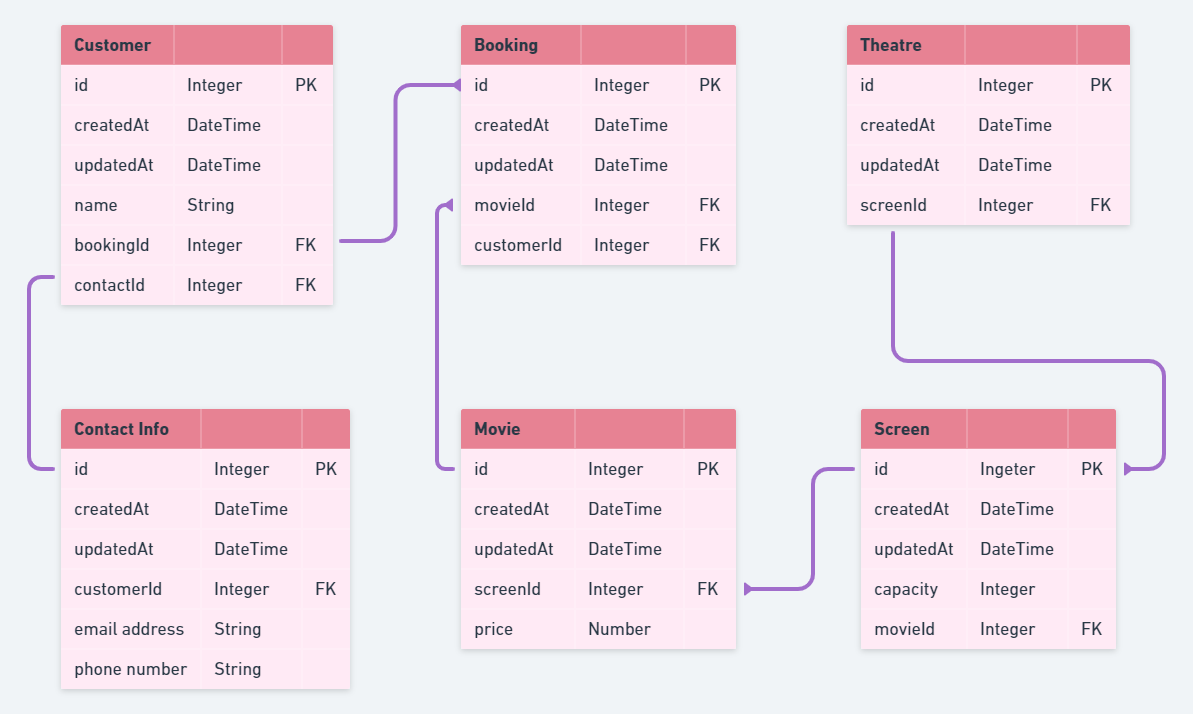 Customer
id Integer PK
createdAt DateTime
updatedAt DateTime
name String
bookingId Integer FK
contactId Integer FK
Booking
id Integer PK
createdAt DateTime
updatedAt DateTime
movieId Integer FK
customerId Integer FK
Theatre
id Integer PK
createdAt DateTime
updatedAt DateTime
screenId Integer FK
Contact Info
id Integer PK
createdAt DateTime
updatedAt DateTime
customerId Integer FK
email address String
phone number String
Movie
id Integer PK
createdAt DateTime
updatedAt DateTime
screenId Integer FK
price Number
Screen
id Ingeter PK
createdAt DateTime
updatedAt DateTime
capacity Integer
movieId Integer FK